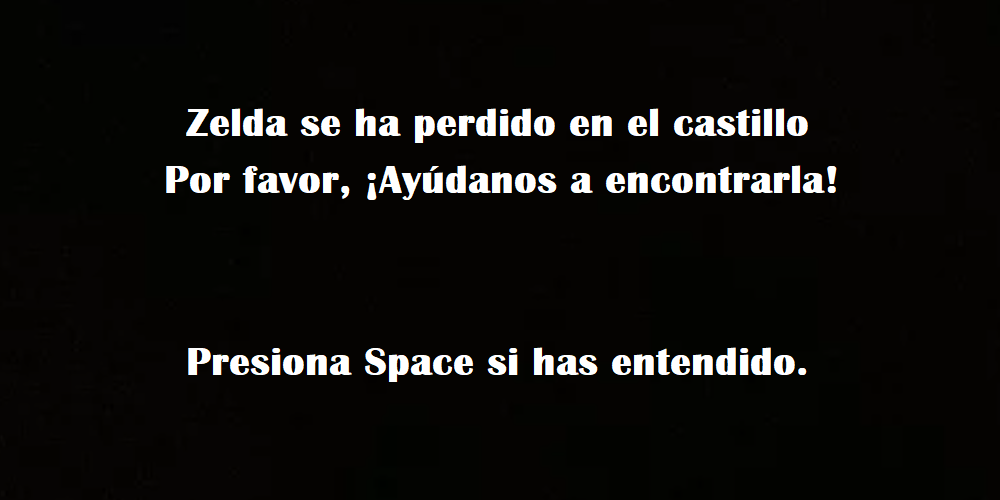 Zelda se ha perdido en el castillo
Por favor, ¡Ayúdanos a encontrarla!
Presiona Space si has entendido.